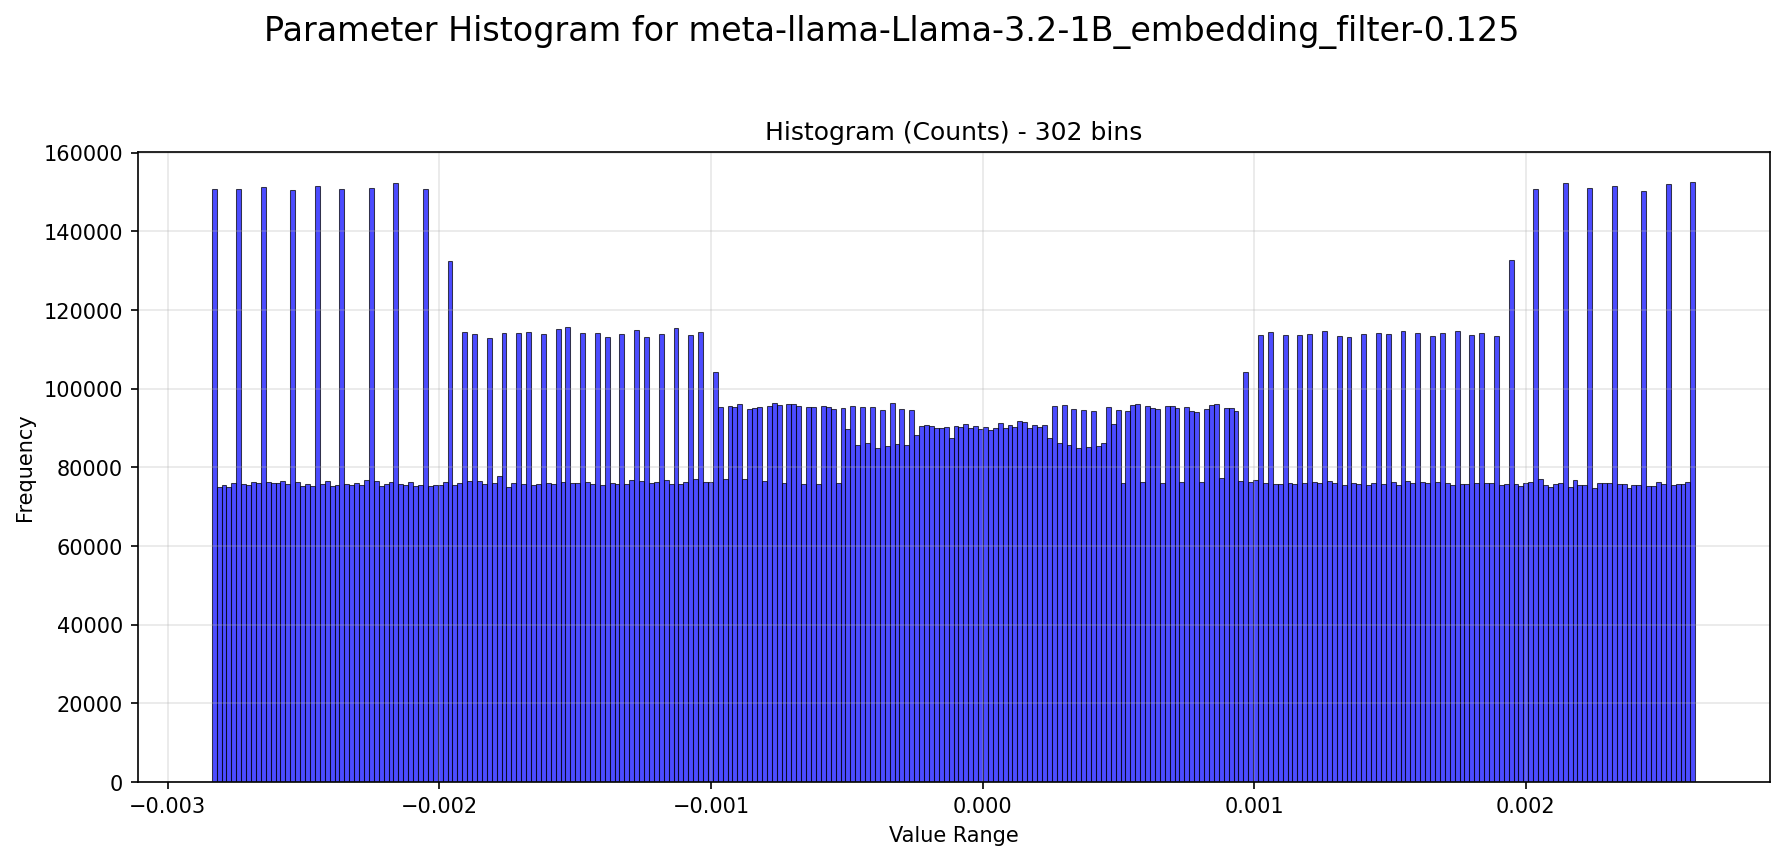 Parameter Histogram for meta-llama-Llama-3.2-1B_embedding_filter-0.125
Histogram (Counts) - 302 bins
160000
140000
120000
100000
80000
60000
40000
20000
0
Frequency
−0.003 −0.002 −0.001 0.000 0.001 0.002
Value Range